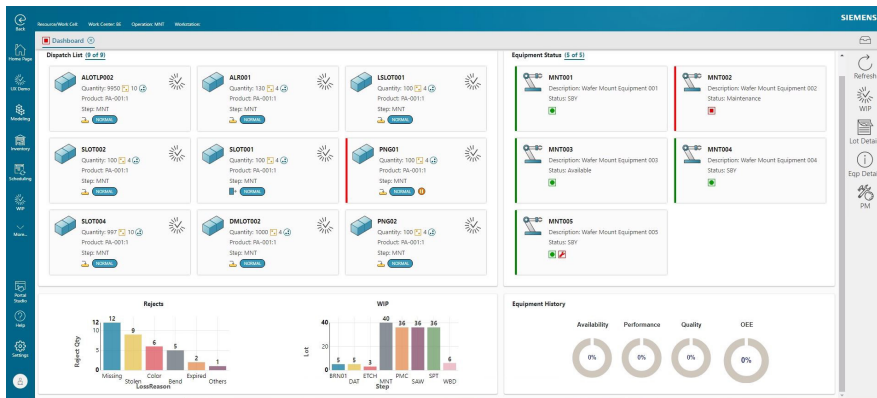 SIEMENS
Back
Resource/Work Cell: Work Center: BE Operation: MNT Workstation:
Dashboard
Home Page
UX Demo
Modeling
Inventory
Scheduling
WIP
More...
Portal Studio
Help
Settings
Dispatch List (9 of 9)
ALOTLP002
Quantity: 9950 10
Product: PA-001:1
Step: MNT
NORMAL
ALR001
Quantity: 130 4
Product: PA-001:1
Step: MNT
NORMAL
LSLOT001
Quantity: 100 4
Product: PA-001:1
Step: MNT
NORMAL
SLOT002
Quantity: 100 4
Product: PA-001:1
Step: MNT
NORMAL
SLOT001
Quantity: 100 4
Product: PA-001:1
Step: MNT
NORMAL
PNG01
Quantity: 100 4
Product: PA-001:1
Step: MNT
NORMAL
SLOT004
Quantity: 997 10
Product: PA-001:1
Step: MNT
NORMAL
DMLOT002
Quantity: 1000 4
Product: PA-001:1
Step: MNT
NORMAL
PNG02
Quantity: 100 4
Product: PA-001:1
Step: MNT
NORMAL
Equipment Status (5 of 5)
MNT001
Description: Wafer Mount Equipment 001
Status: SBY
MNT002
Description: Wafer Mount Equipment 002
Status: Maintenance
MNT003
Description: Wafer Mount Equipment 003
Status: Available
MNT004
Description: Wafer Mount Equipment 004
Status: SBY
MNT005
Description: Wafer Mount Equipment 005
Status: SBY
Refresh
WIP
Lot Detai
Eqp Detai
PM
Rejects
Reject Qty
12
10
5
0
12
9
6
5
2
1
Missing
Stolen
Color
Bend
Expired
Others
LossReason
WIP
Lot
40
20
0
5
5
3
40
36
36
36
6
BRN01
DAT
ETCH
MNT
PMC
SAW
SPT
WBD
Step
Equipment History
Availability Performance Quality OEE
0% 0% 0% 0%